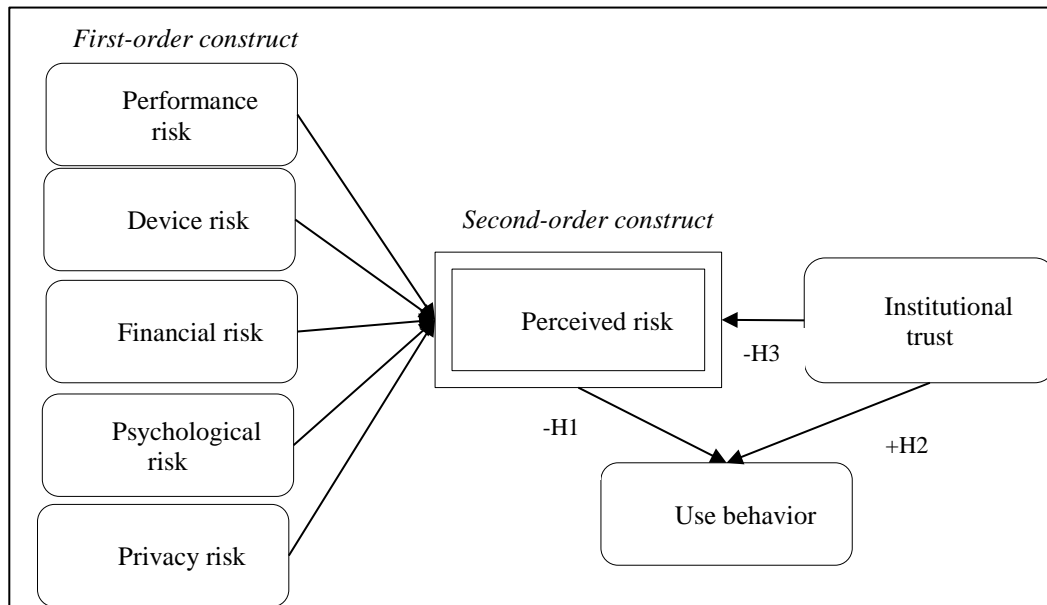 First-order construct
Performance
risk
Device risk
Financial risk
Psychological
risk
Privacy risk
Second-order construct
Perceived risk
Institutional
trust
-H3
-H1
+H2
Use behavior